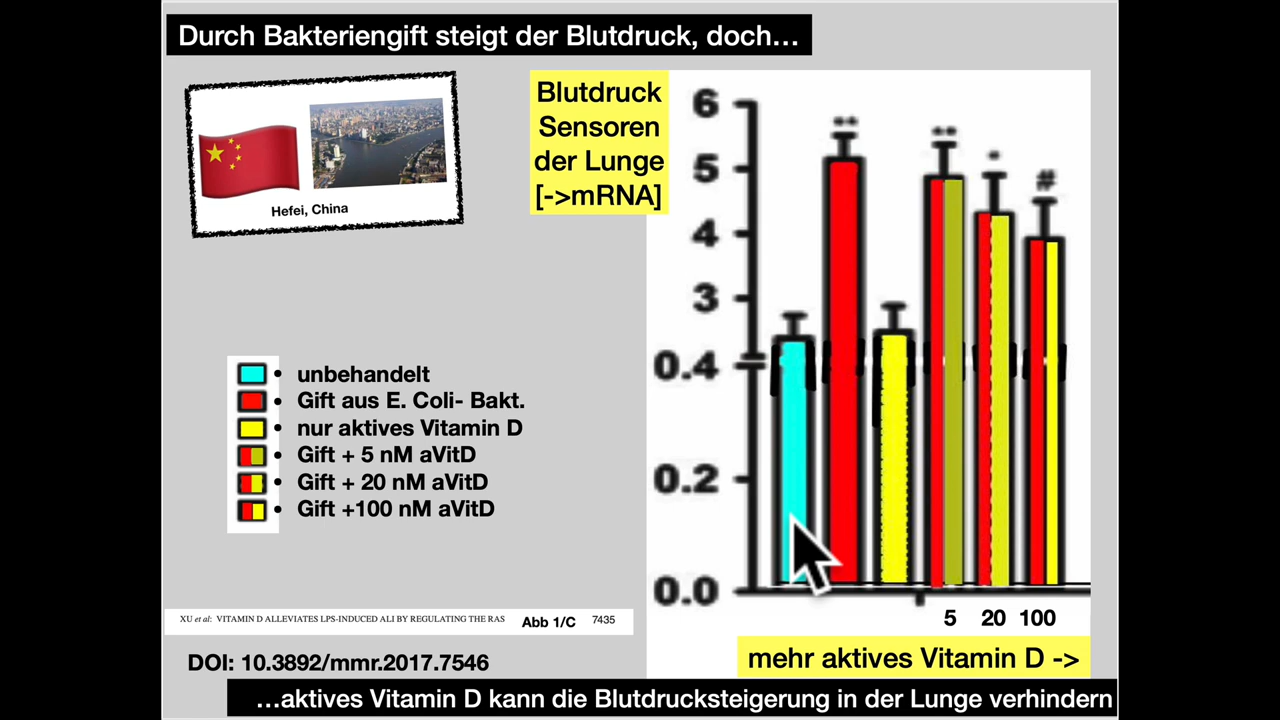 Durch Bakteriengift steigt der Blutdruck, doch...
Hefei, China
Blutdruck
Sensoren
der Lunge
[->mRNA]
6
5
4
3
0.4
0.2
0.0
**
**
*
#
• unbehandelt
• Gift aus E. Coli- Bakt.
• nur aktives Vitamin D
• Gift + 5 nM aVitD
• Gift + 20 nM aVitD
• Gift +100 nM aVitD
5 20 100
XU et al: VITAMIN D ALLEVIATES LPS-INDUCED ALI BY REGULATING THE RAS Abb 1/C 7435
mehr aktives Vitamin D ->
DOI: 10.3892/mmr.2017.7546
...aktives Vitamin D kann die Blutdrucksteigerung in der Lunge verhindern